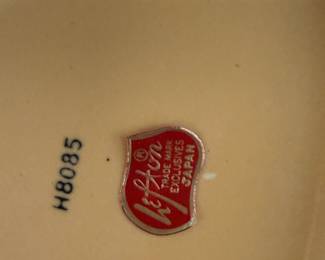 H8085
Lefton
®
TRADE MARK
EXCLUSIVES
JAPAN